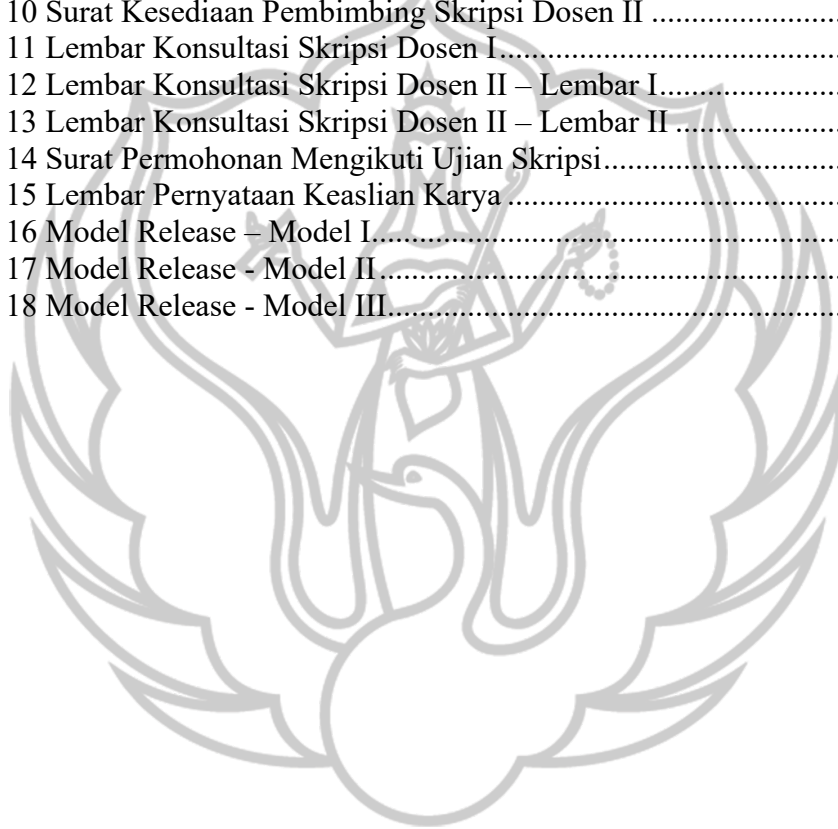 10 Surat Kesediaan Pembimbing Skripsi Dosen II ....................
11 Lembar Konsultasi Skripsi Dosen I.....................................
12 Lembar Konsultasi Skripsi Dosen II – Lembar I...................
13 Lembar Konsultasi Skripsi Dosen II – Lembar II .................
14 Surat Permohonan Mengikuti Ujian Skripsi..........................
15 Lembar Pernyataan Keaslian Karya ....................................
16 Model Release – Model I.....................................................
17 Model Release - Model II....................................................
18 Model Release - Model III...................................................